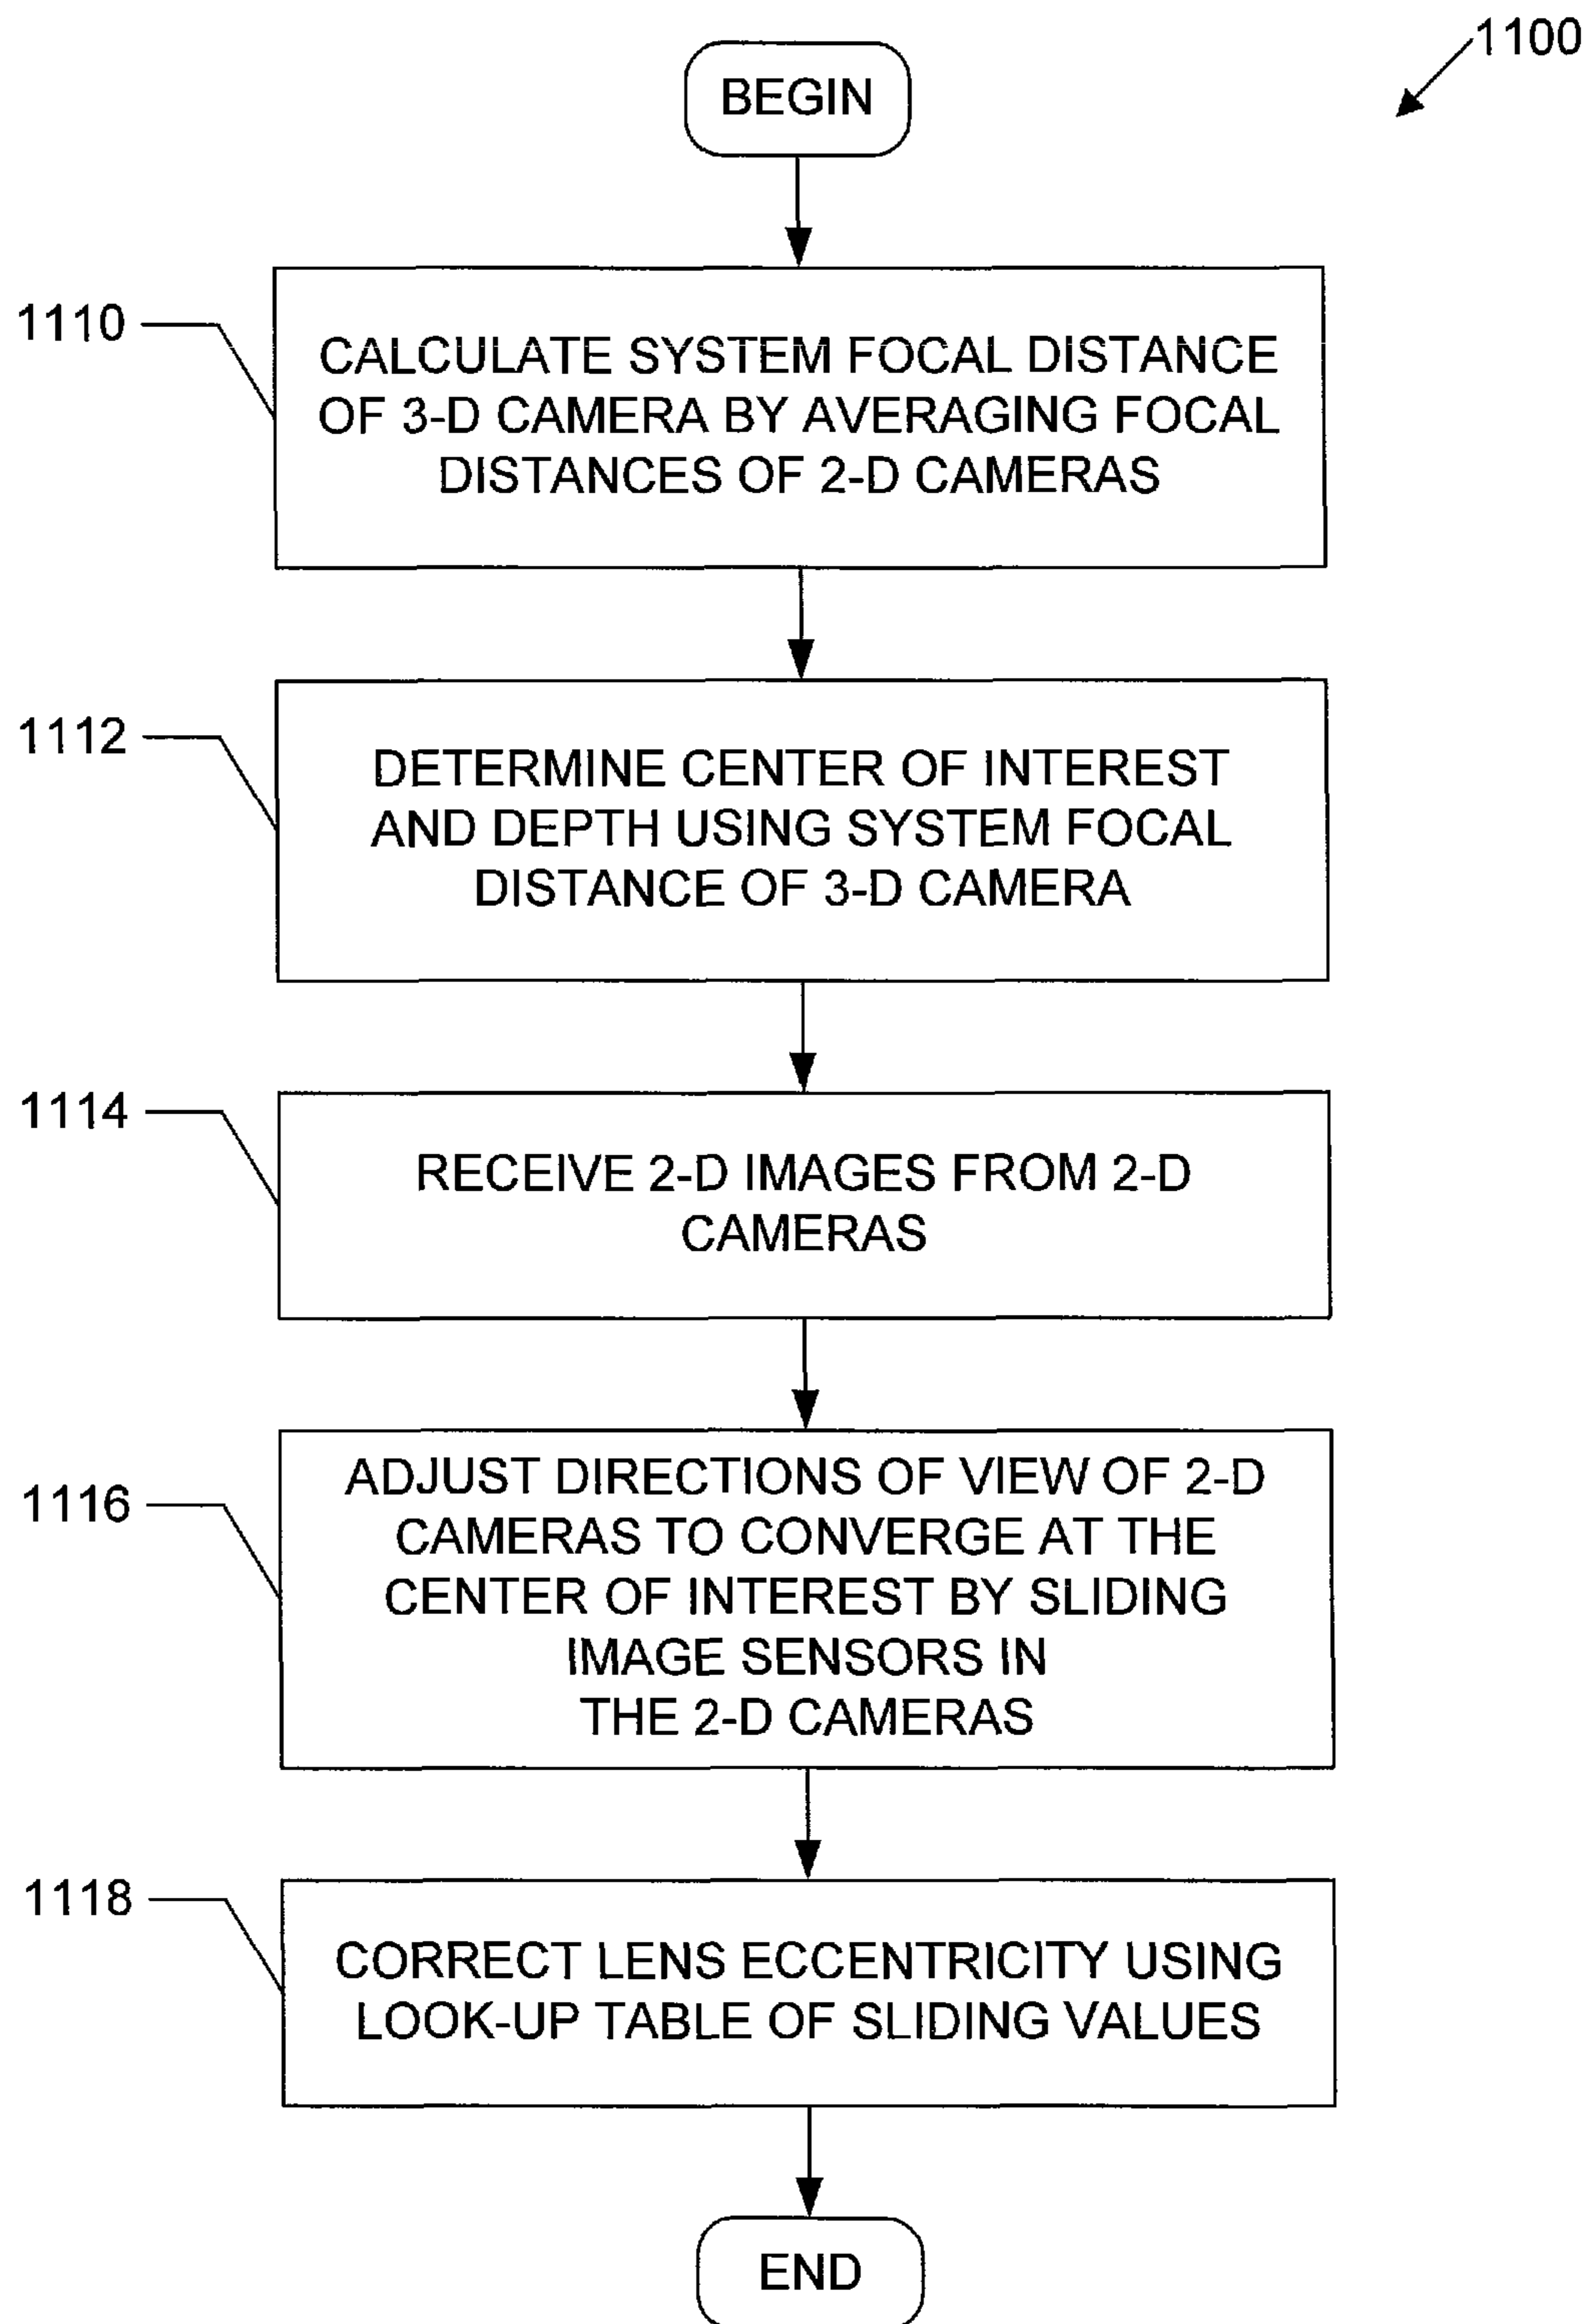 1100
BEGIN
1110
CALCULATE SYSTEM FOCAL DISTANCE
OF 3-D CAMERA BY AVERAGING FOCAL
DISTANCES OF 2-D CAMERAS
1112
DETERMINE CENTER OF INTEREST
AND DEPTH USING SYSTEM FOCAL
DISTANCE OF 3-D CAMERA
1114
RECEIVE 2-D IMAGES FROM 2-D
CAMERAS
1116
ADJUST DIRECTIONS OF VIEW OF 2-D
CAMERAS TO CONVERGE AT THE
CENTER OF INTEREST BY SLIDING
IMAGE SENSORS IN
THE 2-D CAMERAS
1118
CORRECT LENS ECCENTRICITY USING
LOOK-UP TABLE OF SLIDING VALUES
END